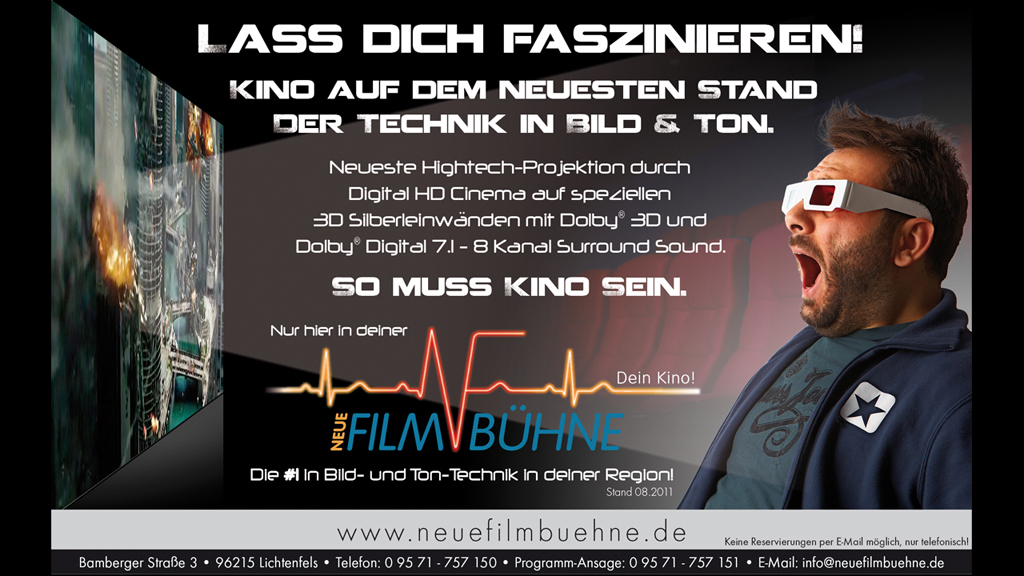 LASS DICH FASZINIEREN!
KINO AUF DEM NEUESTEN STAND
DER TECHNIK IN BILD & TON.
Neueste Hightech-Projektion durch
Digital HD Cinema auf speziellen
3D Silberleinwänden mit Dolby® 3D und
Dolby® Digital 7.1 - 8 Kanal Surround Sound.
SO MUSS KINO SEIN.
Nur hier in deiner
NF
Dein Kino!
NEUE FILMBÜHNE
Die #1 in Bild- und Ton-Technik in deiner Region!
Stand 08.2011
www.neuefilmbuehne.de
Keine Reservierungen per E-Mail möglich, nur telefonisch!
Bamberger Straße 3 • 96215 Lichtenfels • Telefon: 0 95 71 - 757 150 • Programm-Ansage: 0 95 71 - 757 151 • E-Mail: info@neuefilmbuehne.de